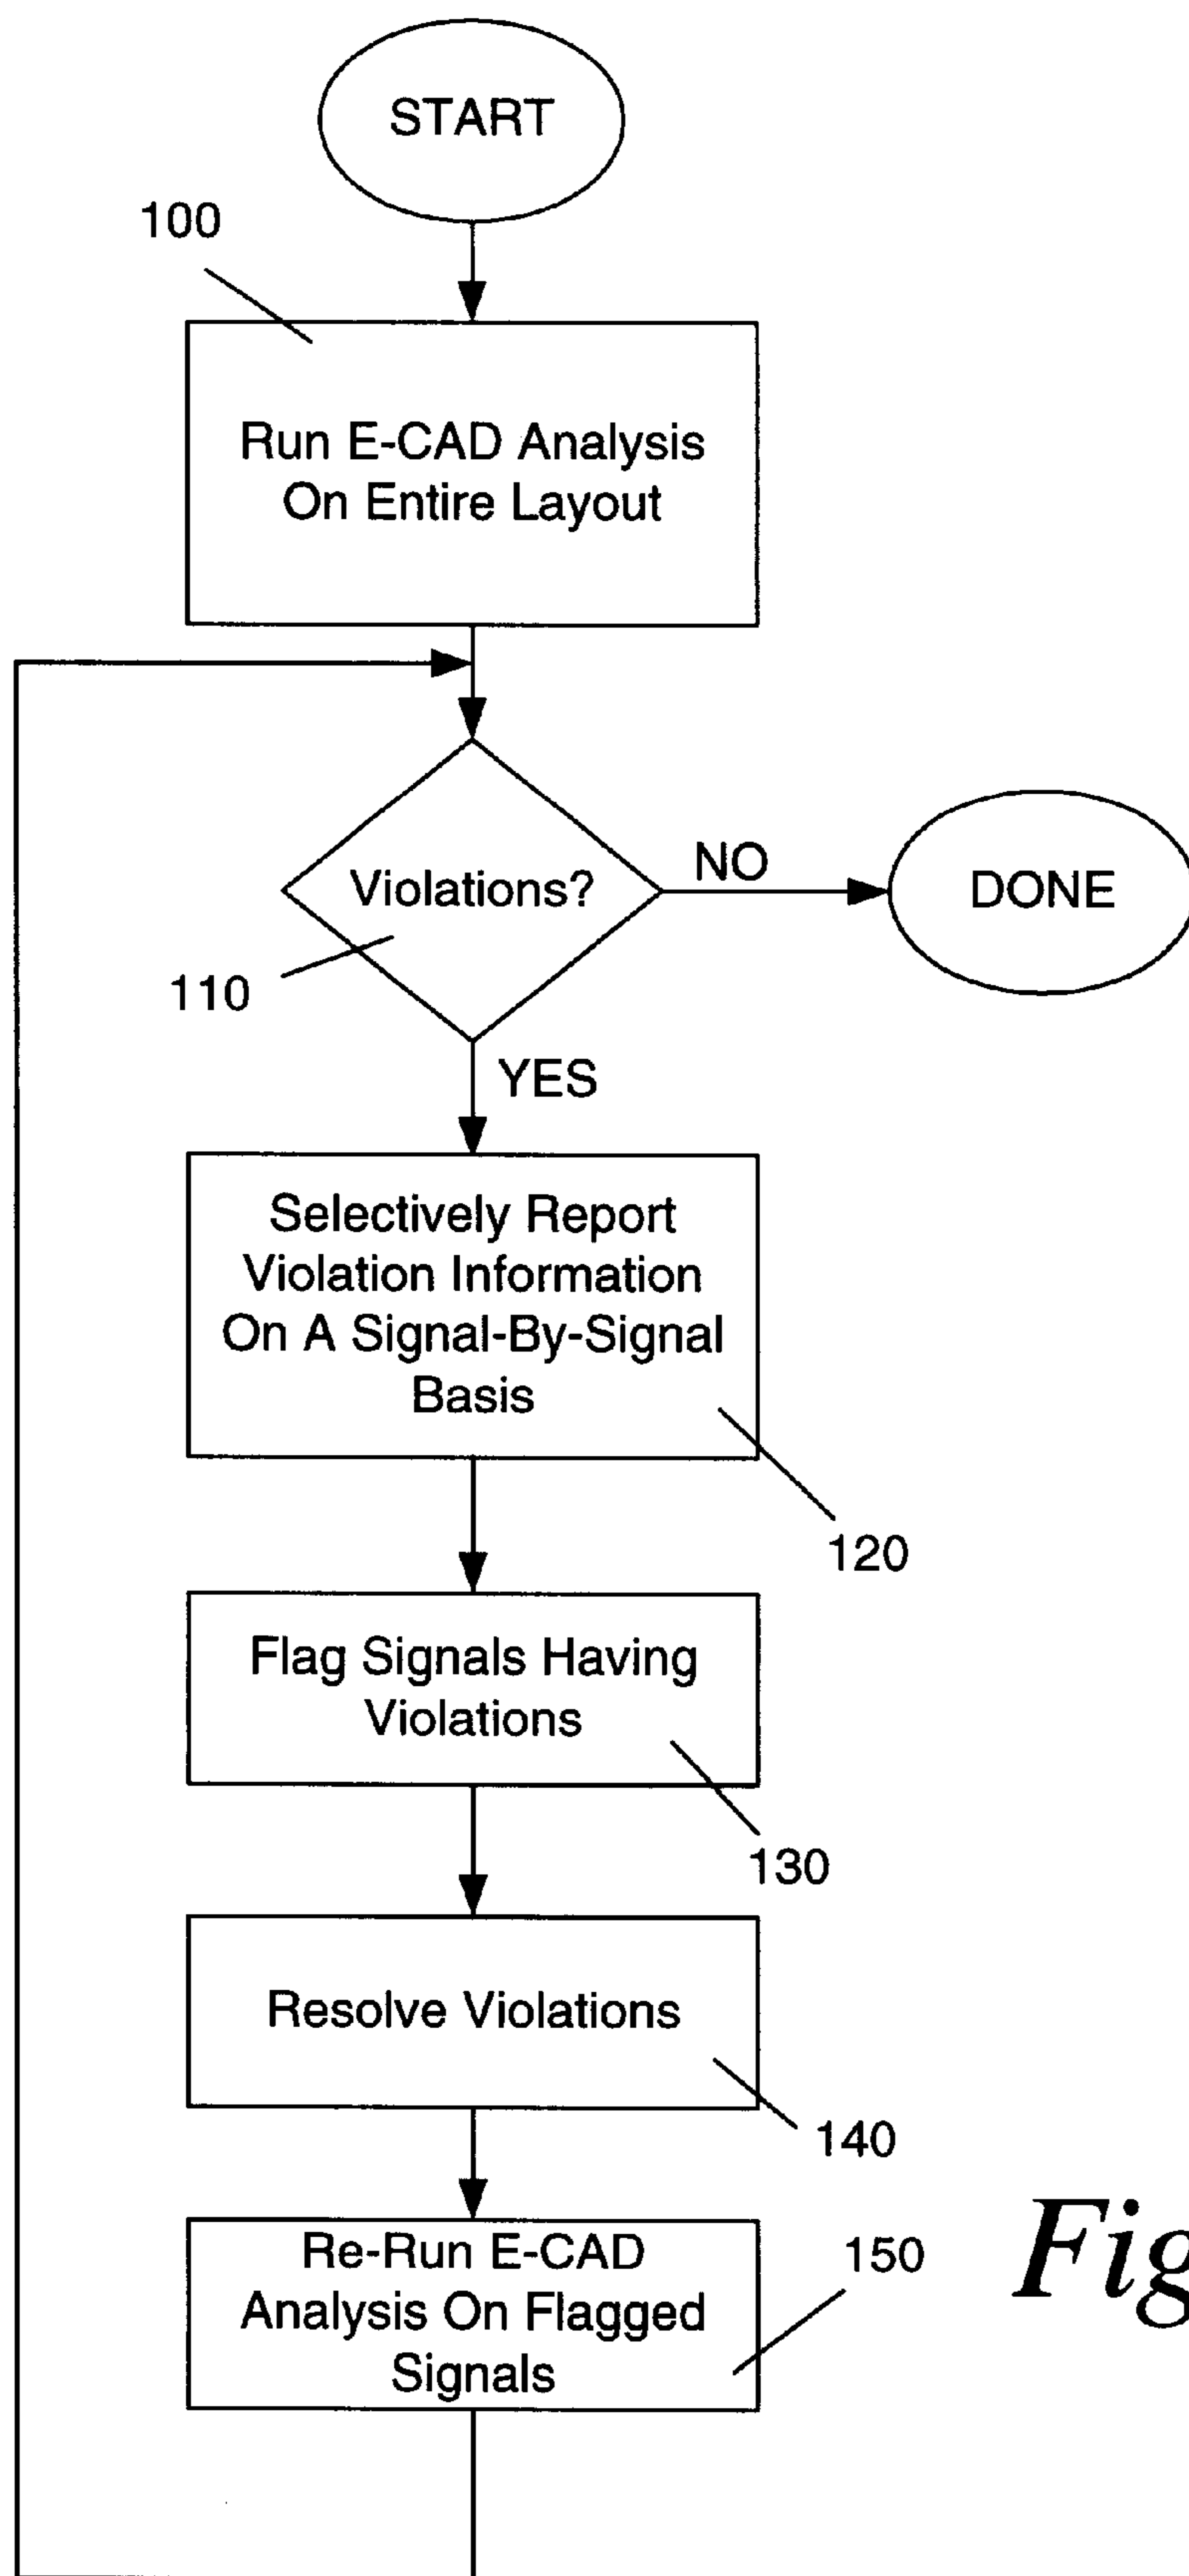 START
100
Run E-CAD Analysis
On Entire Layout
Violations?
NO
DONE
110
YES
Selectively Report
Violation Information
On A Signal-By-Signal
Basis
120
Flag Signals Having
Violations
130
Resolve Violations
140
Re-Run E-CAD
Analysis On Flagged
Signals
150
Fig